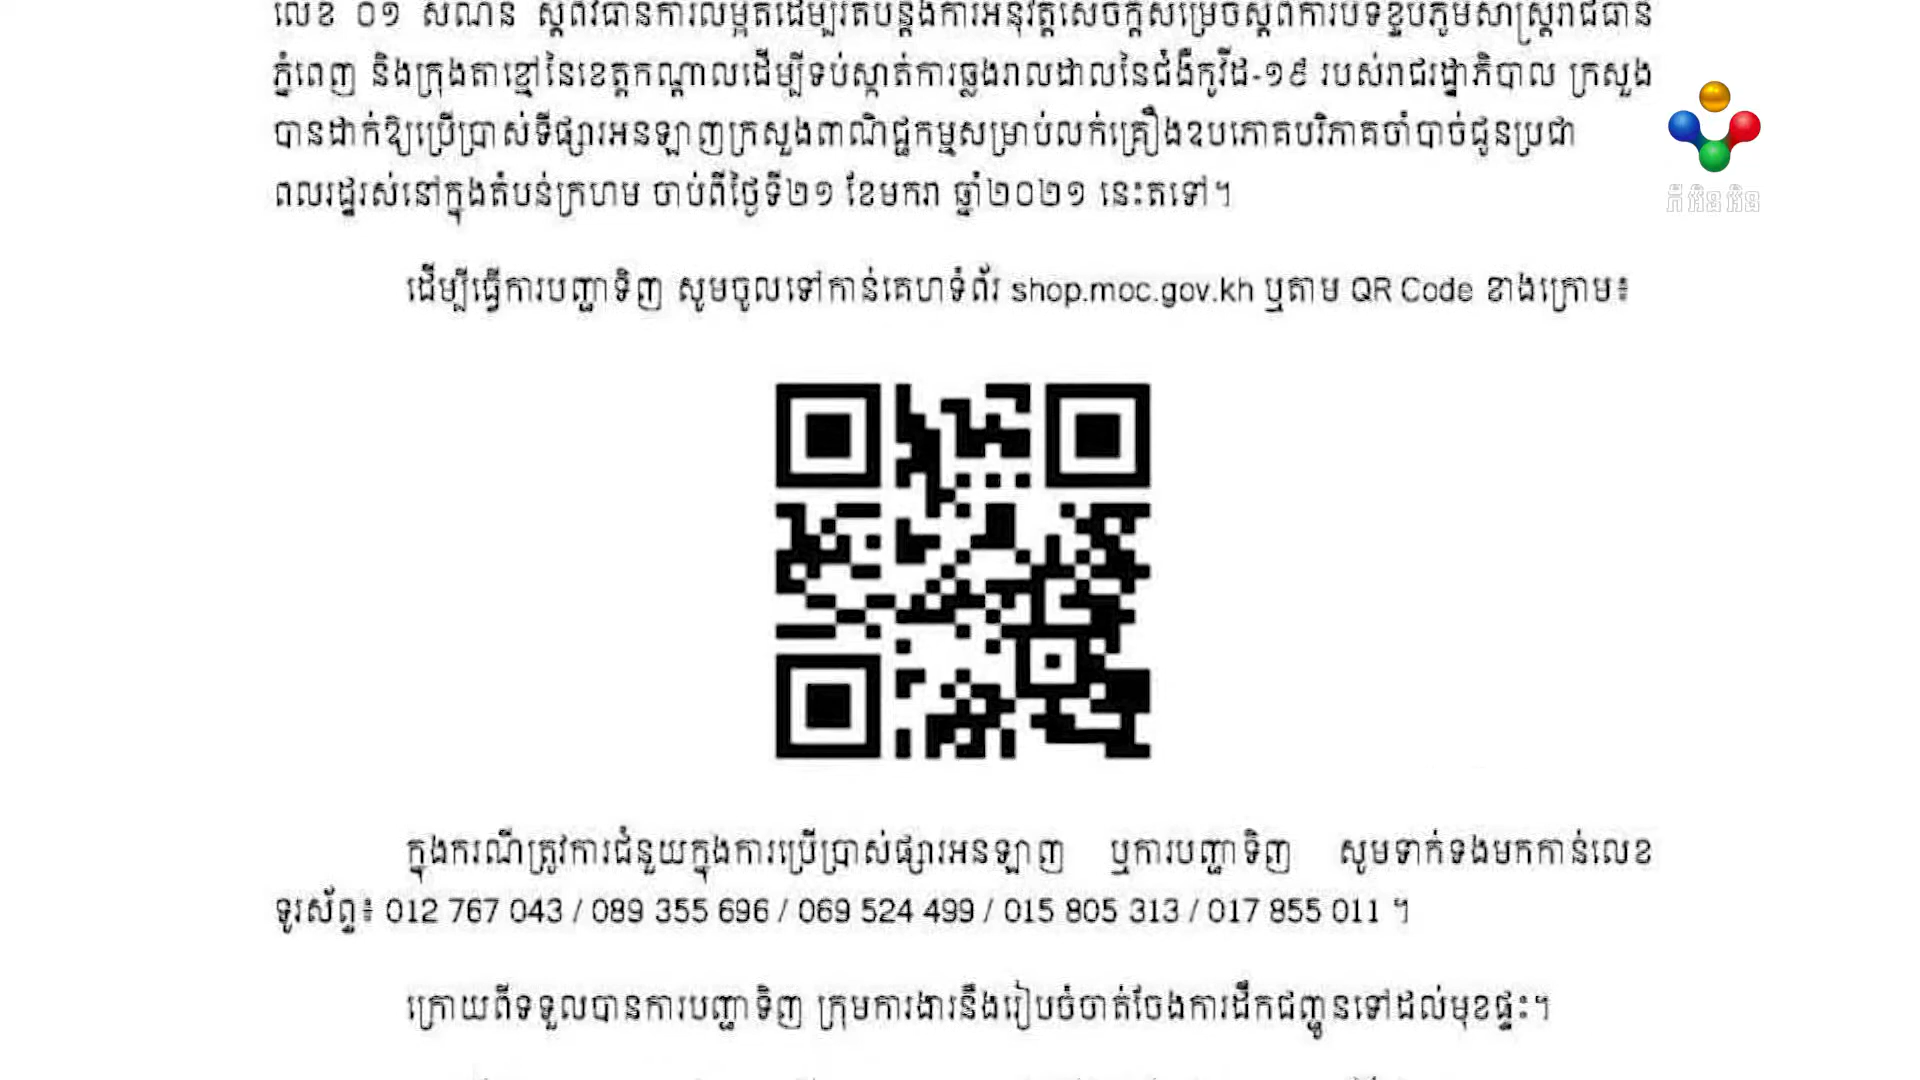 លេខ ០១ សណន ស្តីពីវិធានការលម្អិតដើម្បីរឹតបន្តឹងការអនុវត្តសេចក្តីសម្រេចស្តីពីការបិទខ្ទប់ភូមិសាស្ត្ររាជធានី
ភ្នំពេញ និងក្រុងតាខ្មៅនៃខេត្តកណ្តាលដើម្បីទប់ស្កាត់ការឆ្លងរាលដាលនៃជំងឺកូវីដ-១៩ របស់រាជរដ្ឋាភិបាល ក្រសួង
បានដាក់ឱ្យប្រើប្រាស់ទីផ្សារអនឡាញក្រសួងពាណិជ្ជកម្មសម្រាប់លក់គ្រឿងឧបភោគបរិភាគចាំបាច់ជូនប្រជា
ពលរដ្ឋរស់នៅក្នុងតំបន់ក្រហម ចាប់ពីថ្ងៃទី២១ ខែមករា ឆ្នាំ២០២១ នេះតទៅ។
ដើម្បីធ្វើការបញ្ជាទិញ សូមចូលទៅកាន់គេហទំព័រ shop.moc.gov.kh ឬតាម QR Code ខាងក្រោម៖
ក្នុងករណីត្រូវការជំនួយក្នុងការប្រើប្រាស់ផ្សារអនឡាញ ឬការបញ្ជាទិញ សូមទាក់ទងមកកាន់លេខ
ទូរស័ព្ទ៖ 012 767 043 / 089 355 696 / 069 524 499 / 015 805 313 / 017 855 011 ។
ក្រោយពីទទួលបានការបញ្ជាទិញ ក្រុមការងារនឹងរៀបចំចាត់ចែងការដឹកជញ្ជូនទៅដល់មុខផ្ទះ។